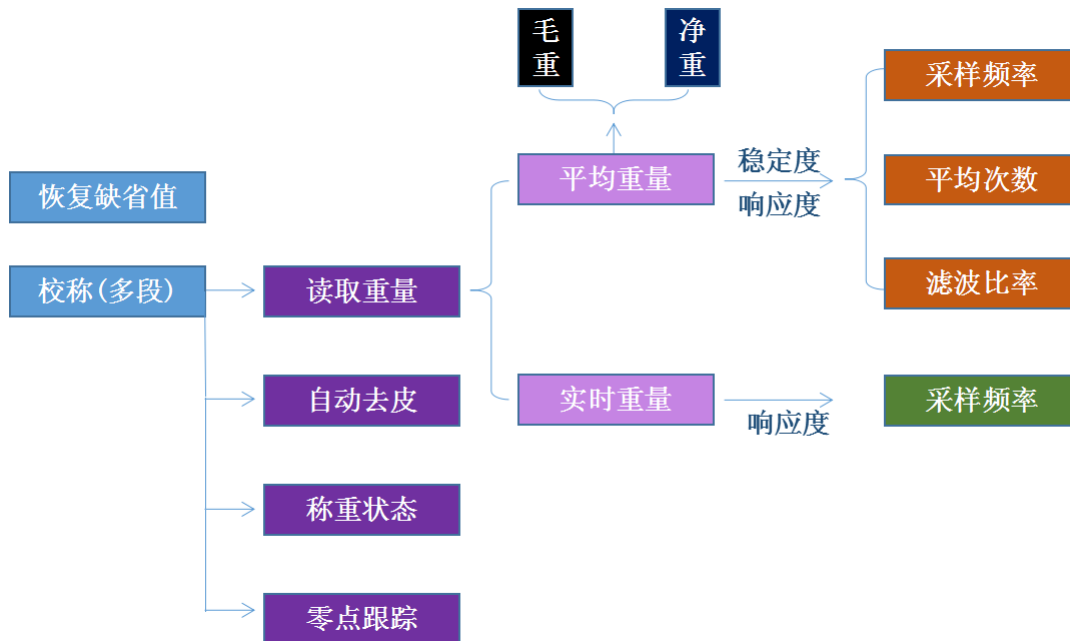 毛
重
净
重
采样频率
平均重量
稳定度
响应度
平均次数
恢复缺省值
校称(多段)
读取重量
滤波比率
自动去皮
实时重量
响应度
采样频率
称重状态
零点跟踪